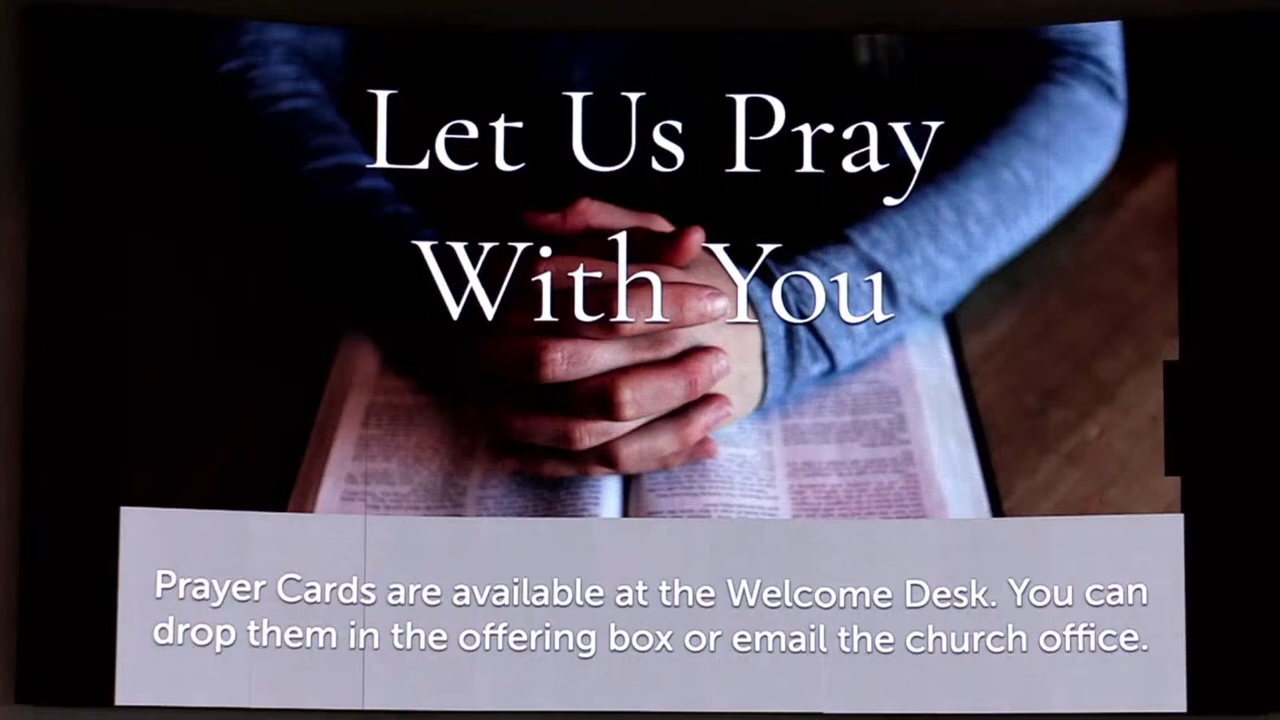 Let Us Pray
With You
Prayer Cards are available at the Welcome Desk. You can
drop them in the offering box or email the church office.